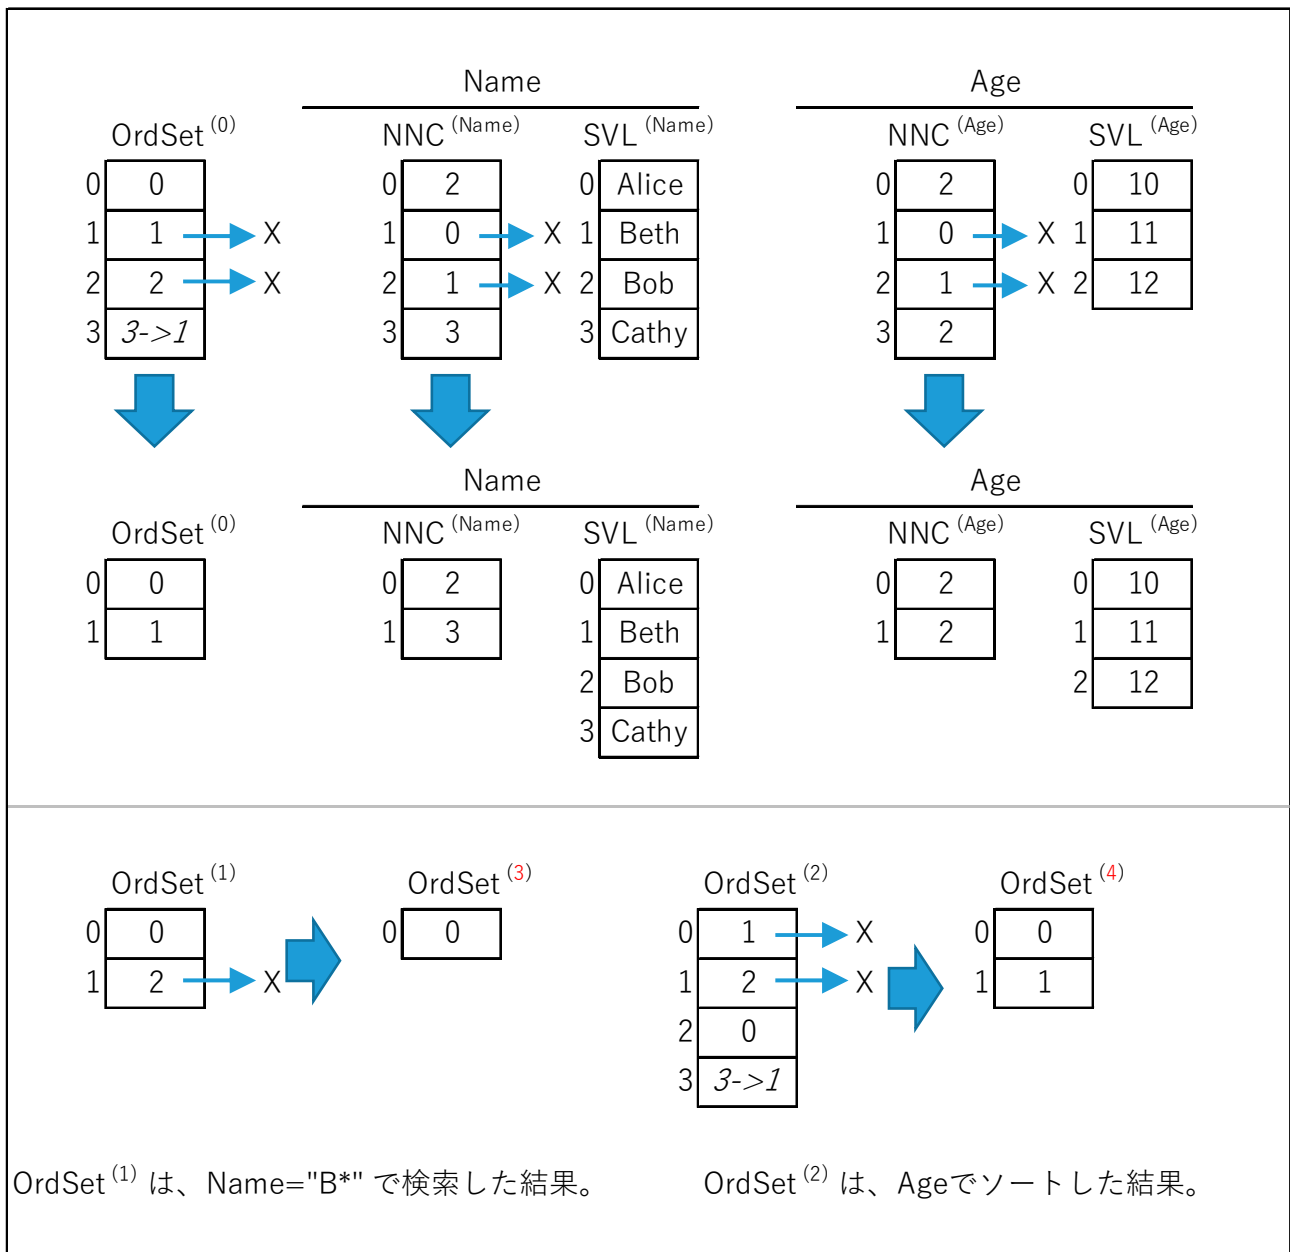 Name Age
OrdSet (0) NNC (Name) SVL (Name) NNC (Age) SVL (Age)
0 0 0 2 0 Alice 0 2 0 10
1 1 X 1 0 X 1 Beth 1 0 X 1 11
2 2 X 2 1 X 2 Bob 2 1 X 2 12
3 3->1 3 3 3 Cathy 3 2
Name Age
OrdSet (0) NNC (Name) SVL (Name) NNC (Age) SVL (Age)
0 0 0 2 0 Alice 0 2 0 10
1 1 1 3 1 Beth 1 2 1 11
2 Bob 2 12
3 Cathy
OrdSet (1) OrdSet (3) OrdSet (2) OrdSet (4)
0 0 0 0 0 1 X 0 0
1 2 X 1 2 X 1 1
2 0
3 3->1
OrdSet (1) は、Name="B*" で検索した結果。 OrdSet (2) は、Ageでソートした結果。